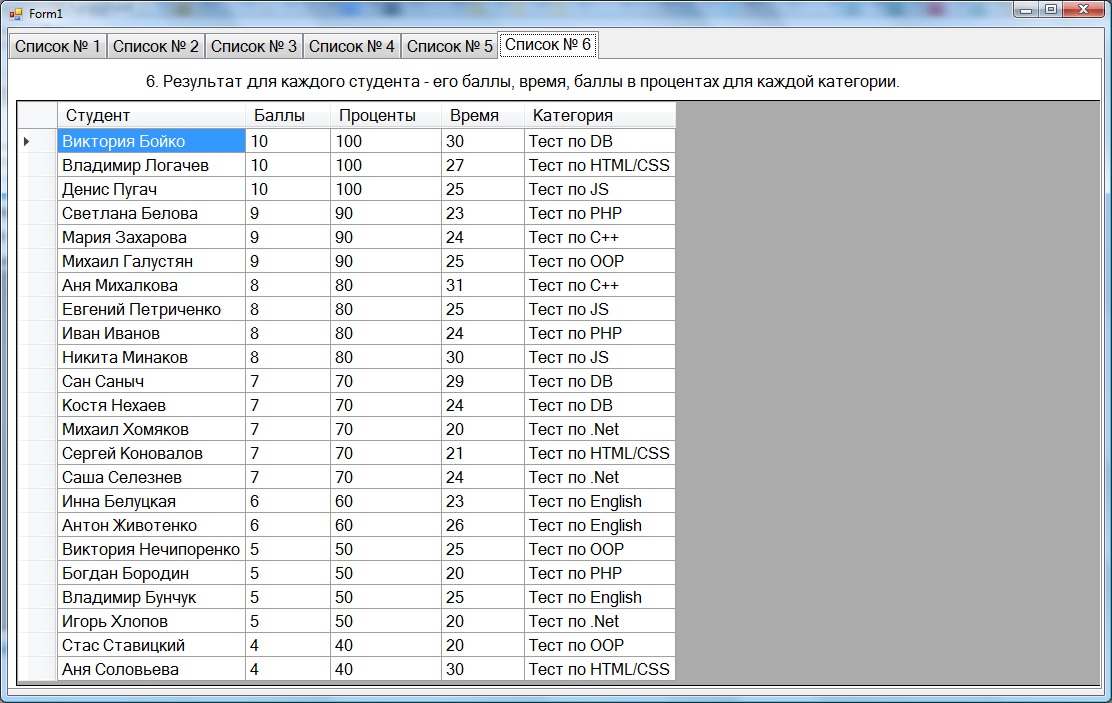 Form1
Список № 1 Список № 2 Список № 3 Список № 4 Список № 5 Список № 6
6. Результат для каждого студента - его баллы, время, баллы в процентах для каждой категории.
Студент Баллы Проценты Время Категория
Виктория Бойко 10 100 30 Тест по DB
Владимир Логачев 10 100 27 Тест по HTML/CSS
Денис Пугач 10 100 25 Тест по JS
Светлана Белова 9 90 23 Тест по PHP
Мария Захарова 9 90 24 Тест по C++
Михаил Галустян 9 90 25 Тест по OOP
Аня Михалкова 8 80 31 Тест по C++
Евгений Петриченко 8 80 25 Тест по JS
Иван Иванов 8 80 24 Тест по PHP
Никита Минаков 8 80 30 Тест по JS
Сан Саныч 7 70 29 Тест по DB
Костя Нехаев 7 70 24 Тест по DB
Михаил Хомяков 7 70 20 Тест по .Net
Сергей Коновалов 7 70 21 Тест по HTML/CSS
Саша Селезнев 7 70 24 Тест по .Net
Инна Белуцкая 6 60 23 Тест по English
Антон Животенко 6 60 26 Тест по English
Виктория Нечипоренко 5 50 25 Тест по OOP
Богдан Бородин 5 50 20 Тест по PHP
Владимир Бунчук 5 50 25 Тест по English
Игорь Хлопов 5 50 20 Тест по .Net
Стас Ставицкий 4 40 20 Тест по OOP
Аня Соловьева 4 40 30 Тест по HTML/CSS